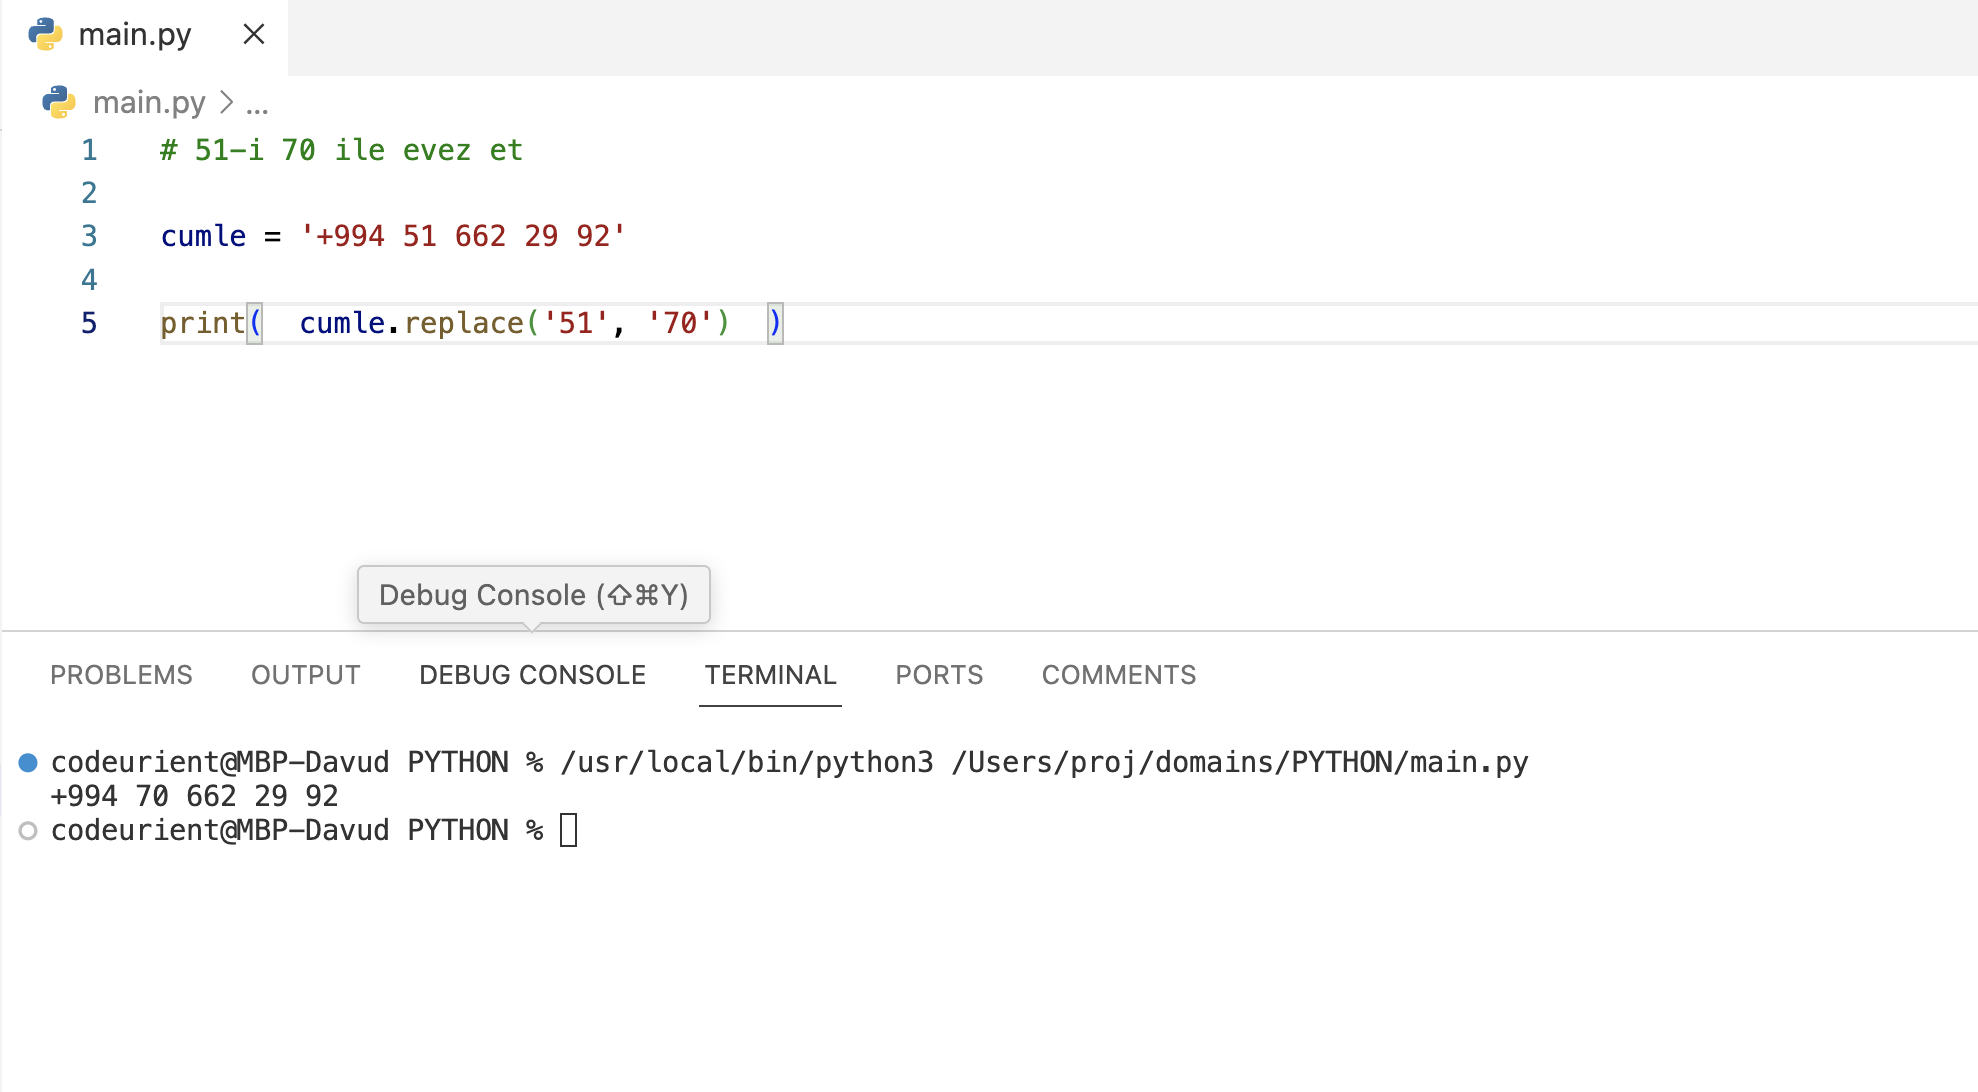 main.py
main.py > ...
1 # 51-i 70 ile evez et
2
3 cumle = '+994 51 662 29 92'
4
5 print(  cumle.replace('51', '70')  )
Debug Console (⇧⌘Y)
PROBLEMS OUTPUT DEBUG CONSOLE TERMINAL PORTS COMMENTS
codeurient@MBP-Davud PYTHON % /usr/local/bin/python3 /Users/proj/domains/PYTHON/main.py
+994 70 662 29 92
codeurient@MBP-Davud PYTHON %